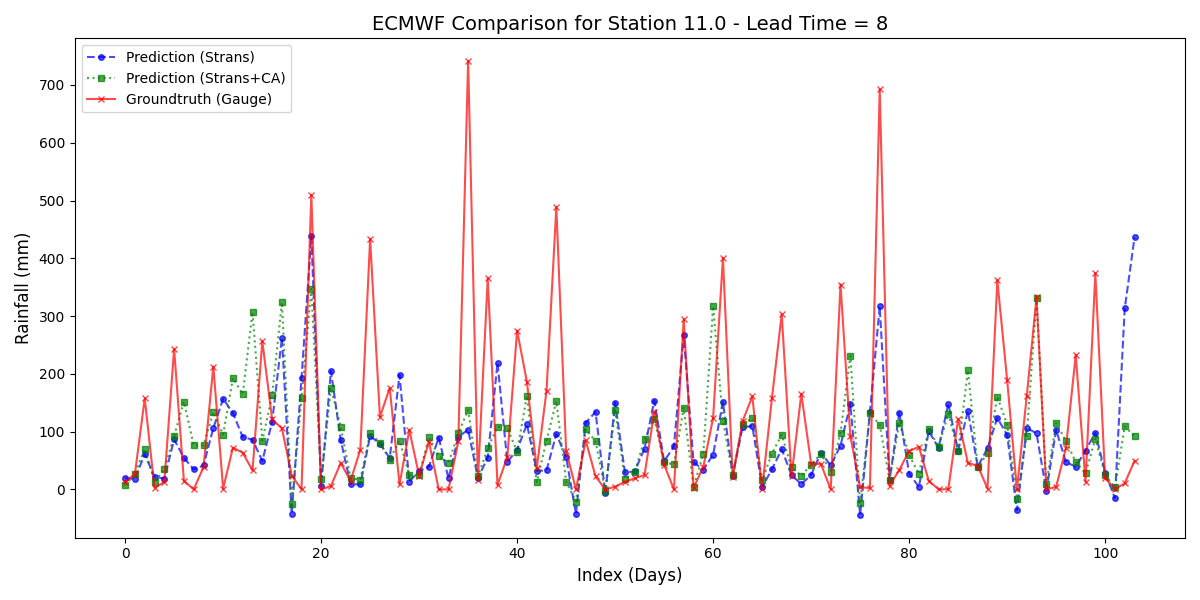 ECMWF Comparison for Station 11.0 - Lead Time = 8
Prediction (Strans)
Prediction (Strans+CA)
Groundtruth (Gauge)
Rainfall (mm)
700
600
500
400
300
200
100
0
0 20 40 60 80 100
Index (Days)